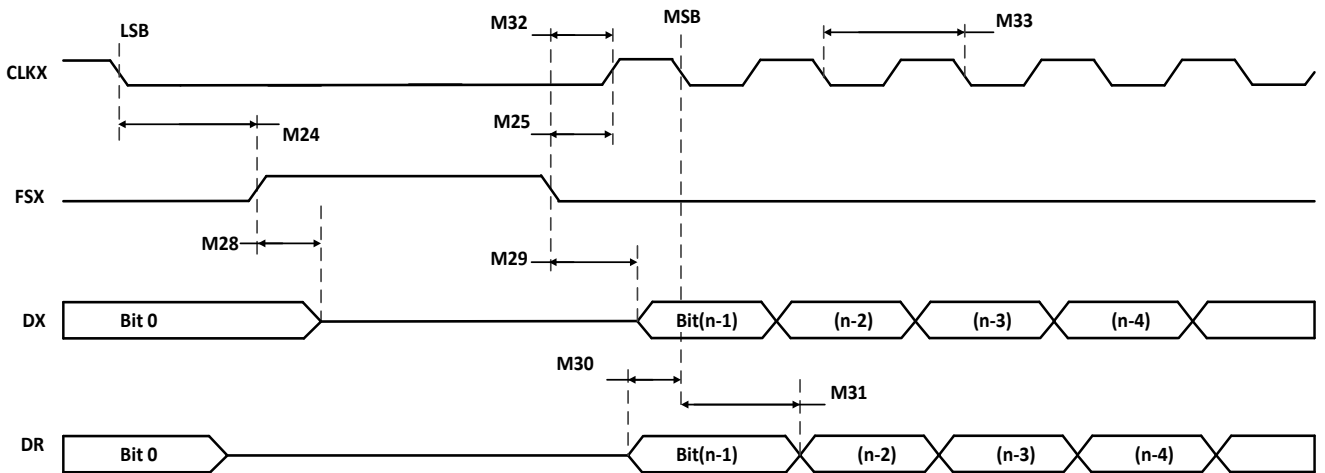 LSB
M32
MSB
M33
CLKX
M24
M25
FSX
M28
M29
DX
Bit 0
Bit(n-1)
(n-2)
(n-3)
(n-4)
M30
M31
DR
Bit 0
Bit(n-1)
(n-2)
(n-3)
(n-4)